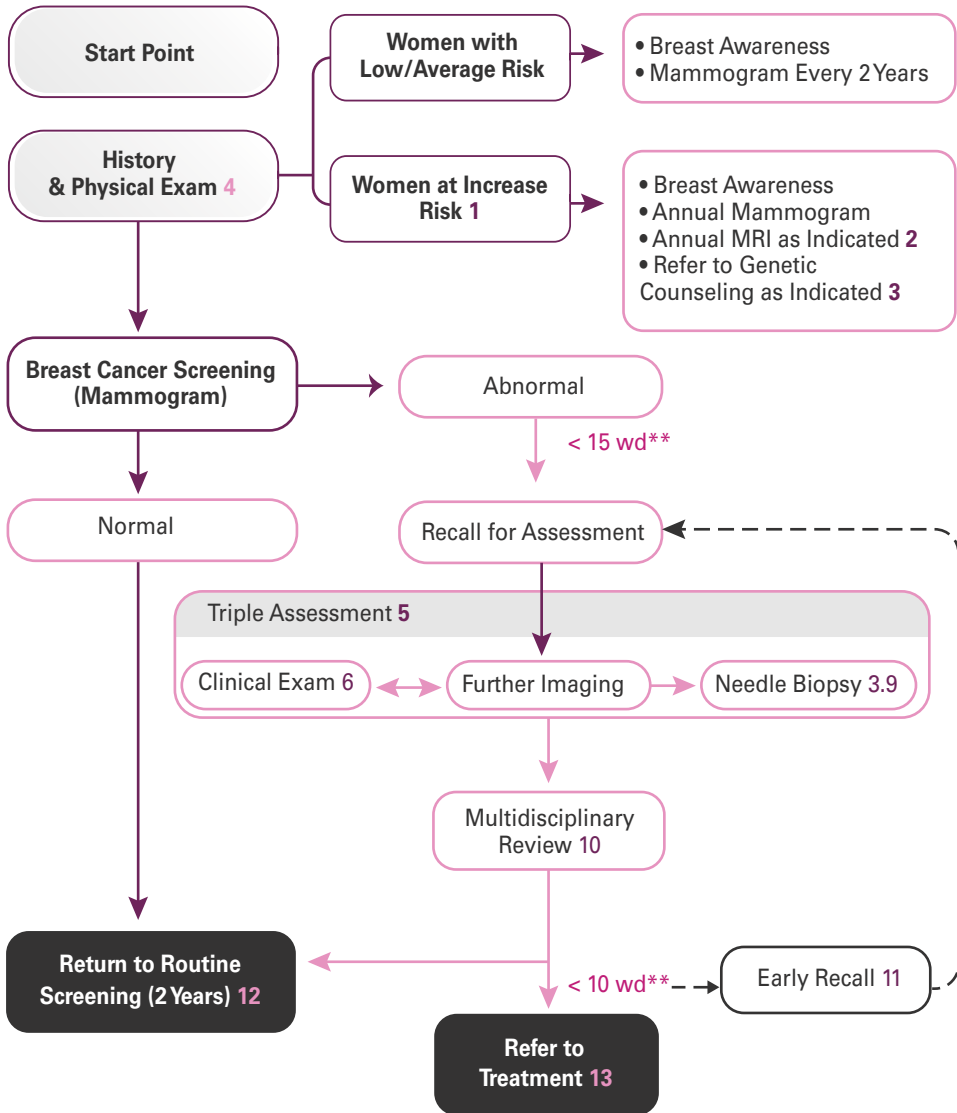 Start Point
Women with
Low/Average Risk
• Breast Awareness
• Mammogram Every 2 Years
History
& Physical Exam 4
Women at Increase
Risk 1
• Breast Awareness
• Annual Mammogram
• Annual MRI as Indicated 2
• Refer to Genetic
Counseling as Indicated 3
Breast Cancer Screening
(Mammogram)
Abnormal
< 15 wd**
Normal
Recall for Assessment
Triple Assessment 5
Clinical Exam 6
Further Imaging
Needle Biopsy 3.9
Multidisciplinary
Review 10
Return to Routine
Screening (2 Years) 12
< 10 wd**
Early Recall 11
Refer to
Treatment 13